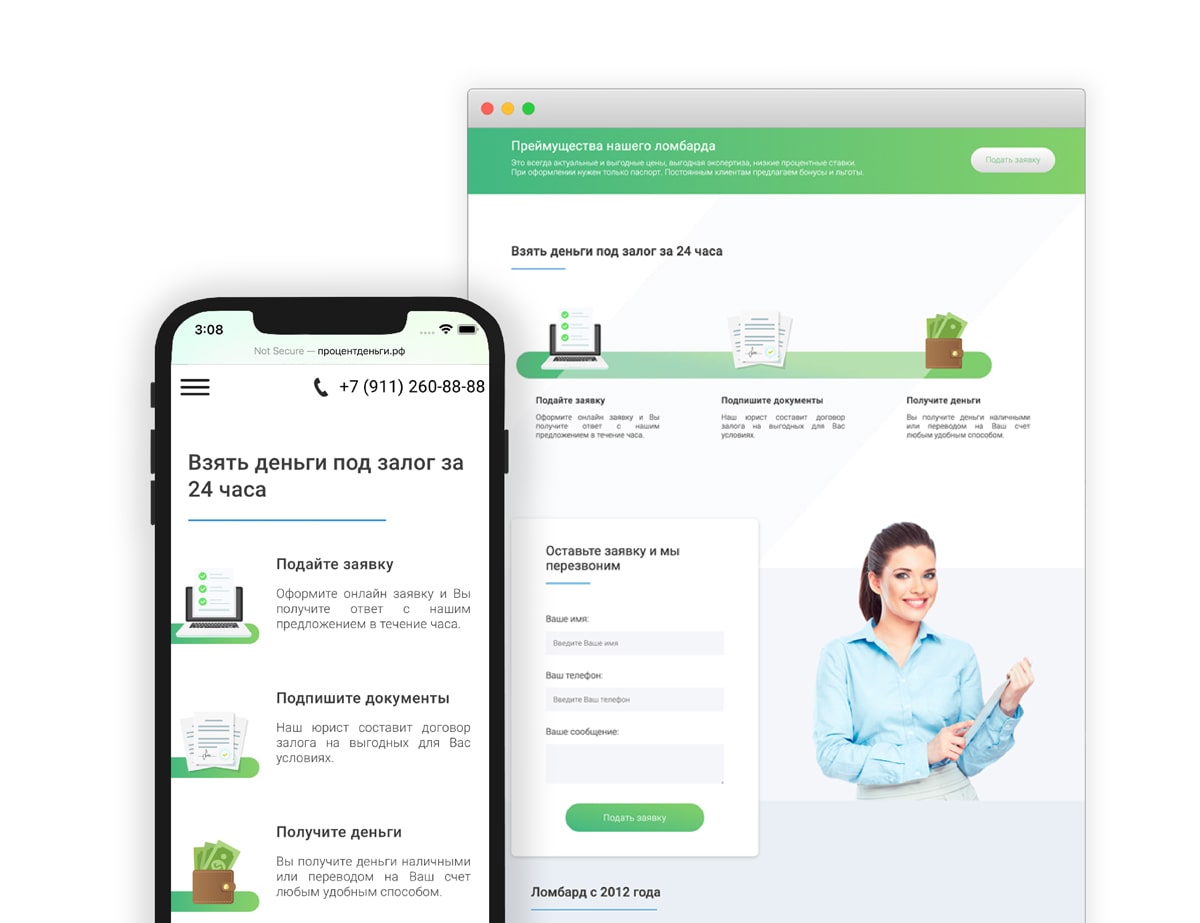 Преимущества нашего ломбарда
Это всегда актуальные и выгодные цены, выгодная экспертиза, низкие процентные ставки.
При оформлении нужен только паспорт. Постоянным клиентам предлагаем бонусы и льготы.
Подать заявку
Взять деньги под залог за 24 часа
Подайте заявку
Оформите онлайн заявку и Вы
получите ответ с нашим
предложением в течение часа.
Подпишите документы
Наш юрист составит договор
залога на выгодных для Вас
условиях.
Получите деньги
Вы получите деньги наличными
или переводом на Ваш счет
любым удобным способом.
Оставьте заявку и мы
перезвоним
Ваше имя:
Введите Ваше имя
Ваш телефон:
Введите Ваш телефон
Ваше сообщение:
Подать заявку
Ломбард с 2012 года
3:08
Not Secure — процентденьги.рф
+7 (911) 260-88-88
Взять деньги под залог за
24 часа
Подайте заявку
Оформите онлайн заявку и Вы
получите ответ с нашим
предложением в течение часа.
Подпишите документы
Наш юрист составит договор
залога на выгодных для Вас
условиях.
Получите деньги
Вы получите деньги наличными
или переводом на Ваш счет
любым удобным способом.